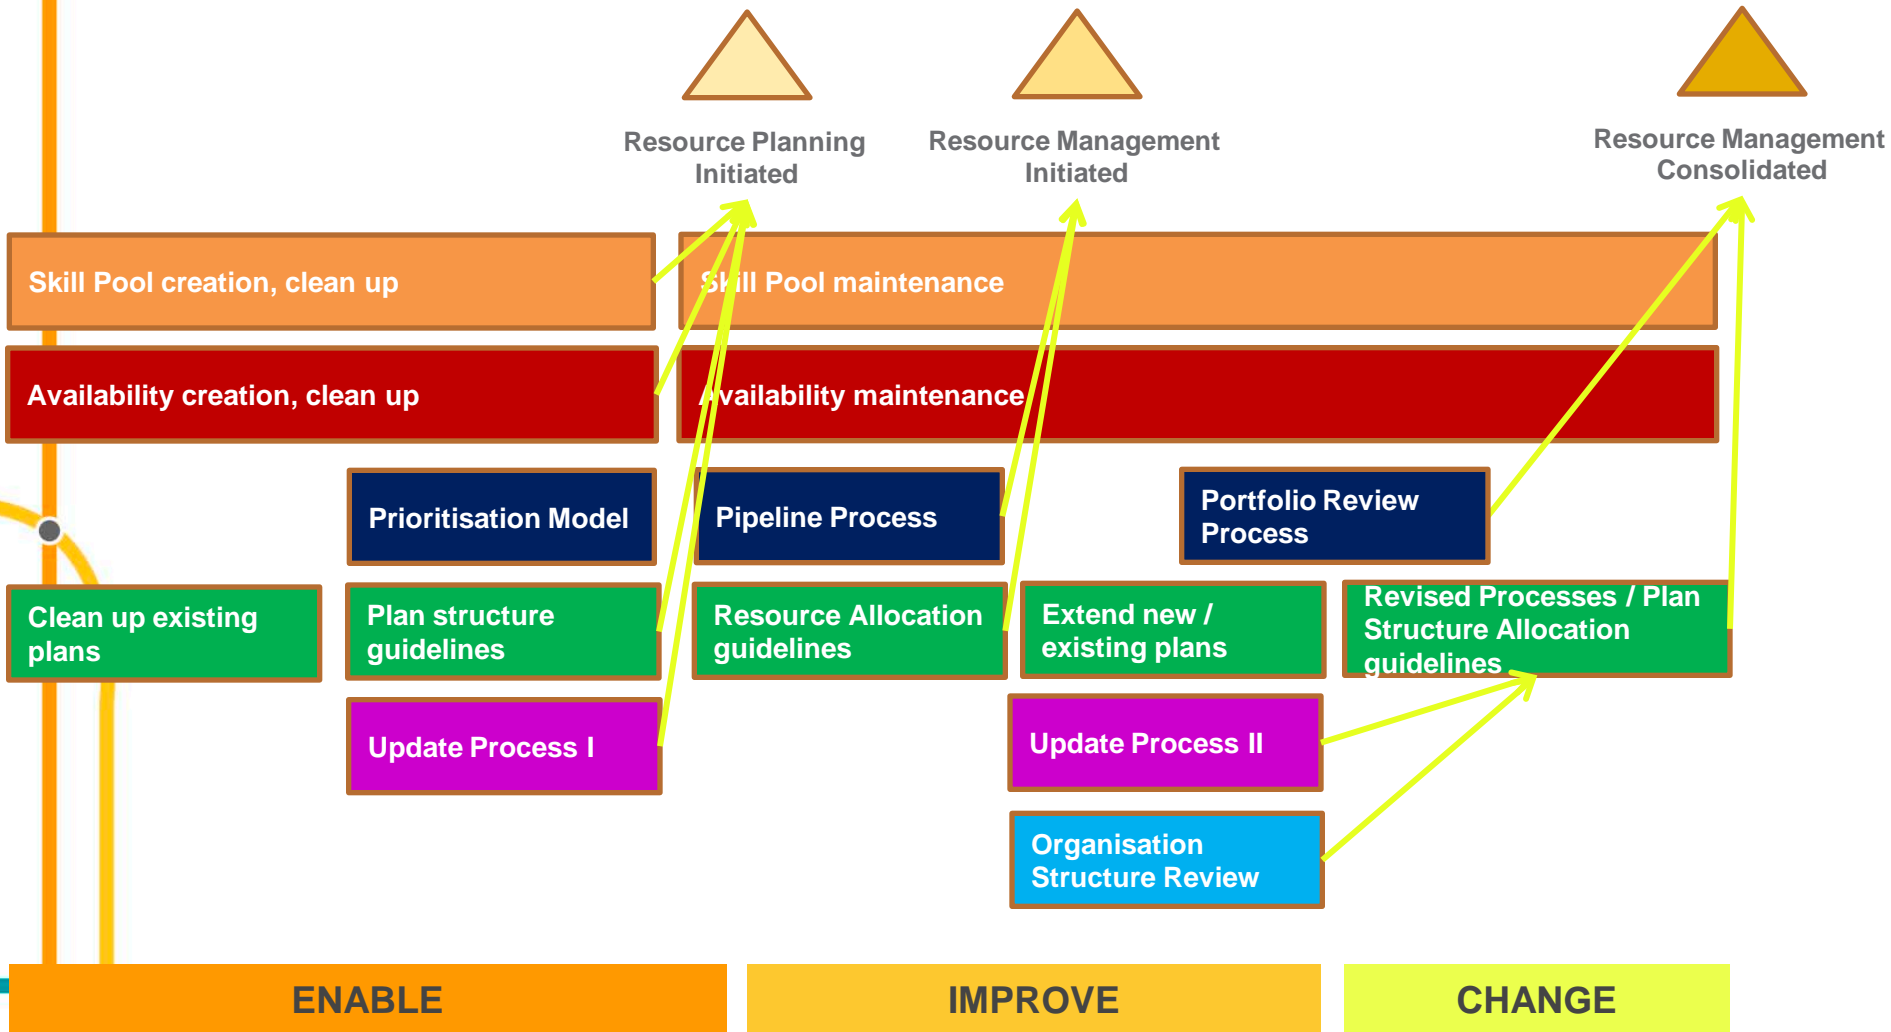 Resource Planning
Initiated
Resource Management
Initiated
Resource Management
Consolidated
Skill Pool creation, clean up
Skill Pool maintenance
Availability creation, clean up
Availability maintenance
Prioritisation Model
Pipeline Process
Portfolio Review
Process
Clean up existing
plans
Plan structure
guidelines
Resource Allocation
guidelines
Extend new /
existing plans
Revised Processes / Plan
Structure Allocation
guidelines
Update Process I
Update Process II
Organisation
Structure Review
ENABLE
IMPROVE
CHANGE